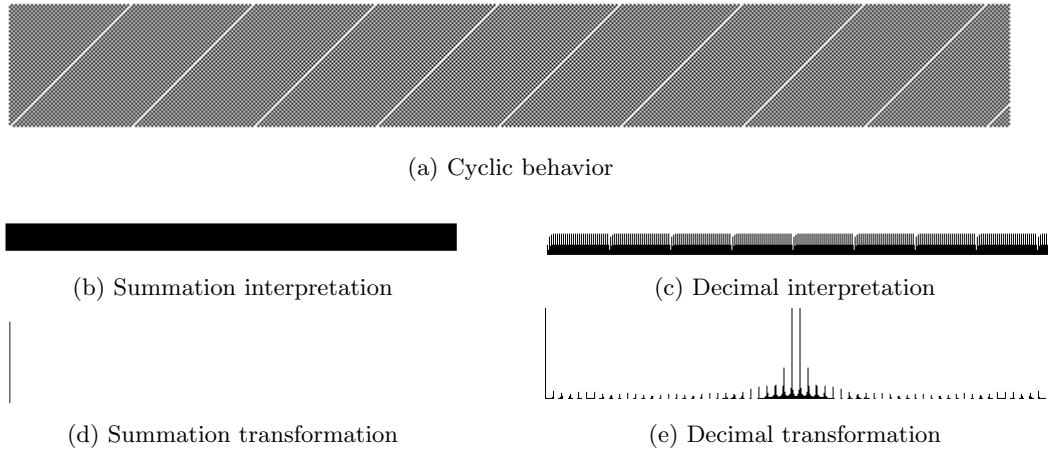 (a) Cyclic behavior
(b) Summation interpretation
(c) Decimal interpretation
(d) Summation transformation
(e) Decimal transformation